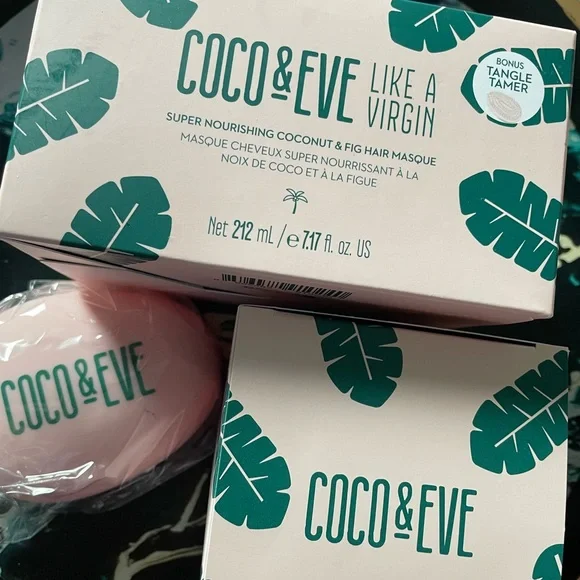 COCO & EVE LIKE A VIRGIN
BONUS
TANGLE
TAMER
SUPER NOURISHING COCONUT & FIG HAIR MASQUE
MASQUE CHEVEUX SUPER NOURRISSANT À LA
NOIX DE COCO ET À LA FIGUE
Net 212 mL / e 7.17 fl. oz. US
COCO & EVE
COCO & EVE